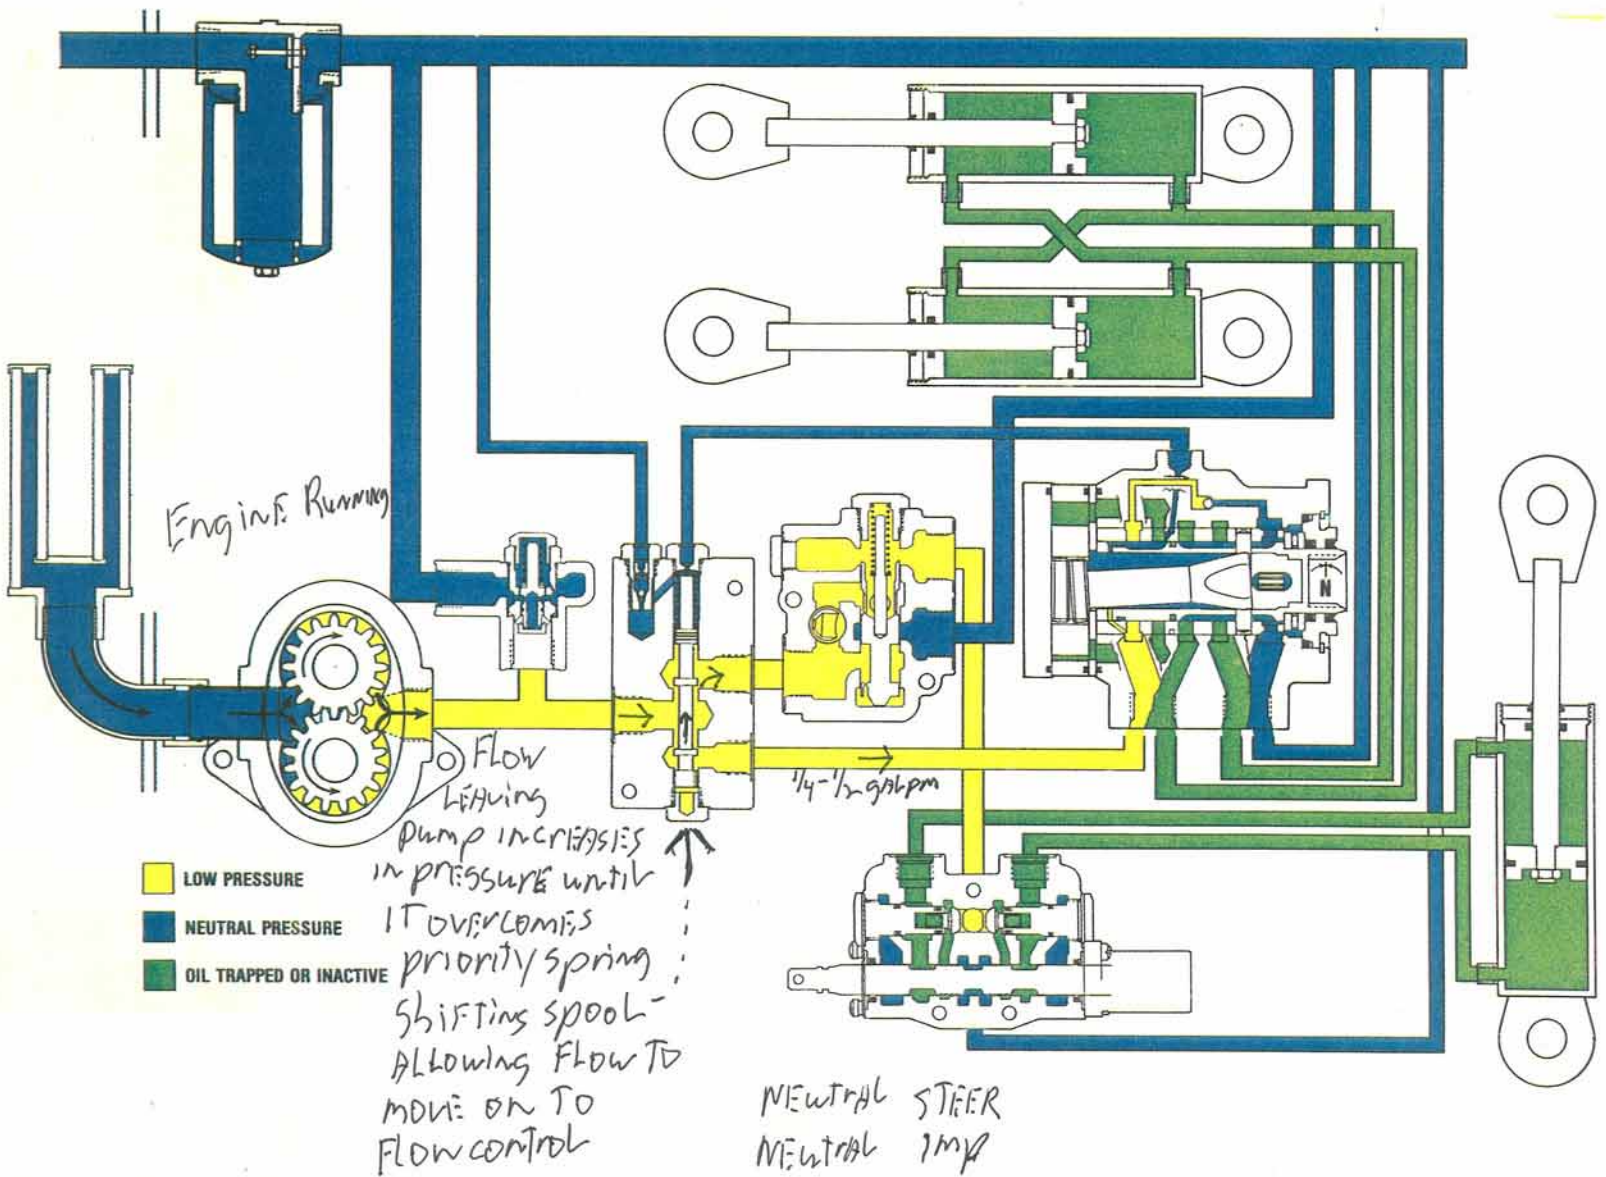 Engine Running
N
Flow
Leaving
pump increases
in pressure until
it overcomes
priority spring
shifting spool-
Allowing Flow to
move on to
Flow control
1/4-1/2 gal pm
LOW PRESSURE
NEUTRAL PRESSURE
OIL TRAPPED OR INACTIVE
Neutral Steer
Neutral Imp